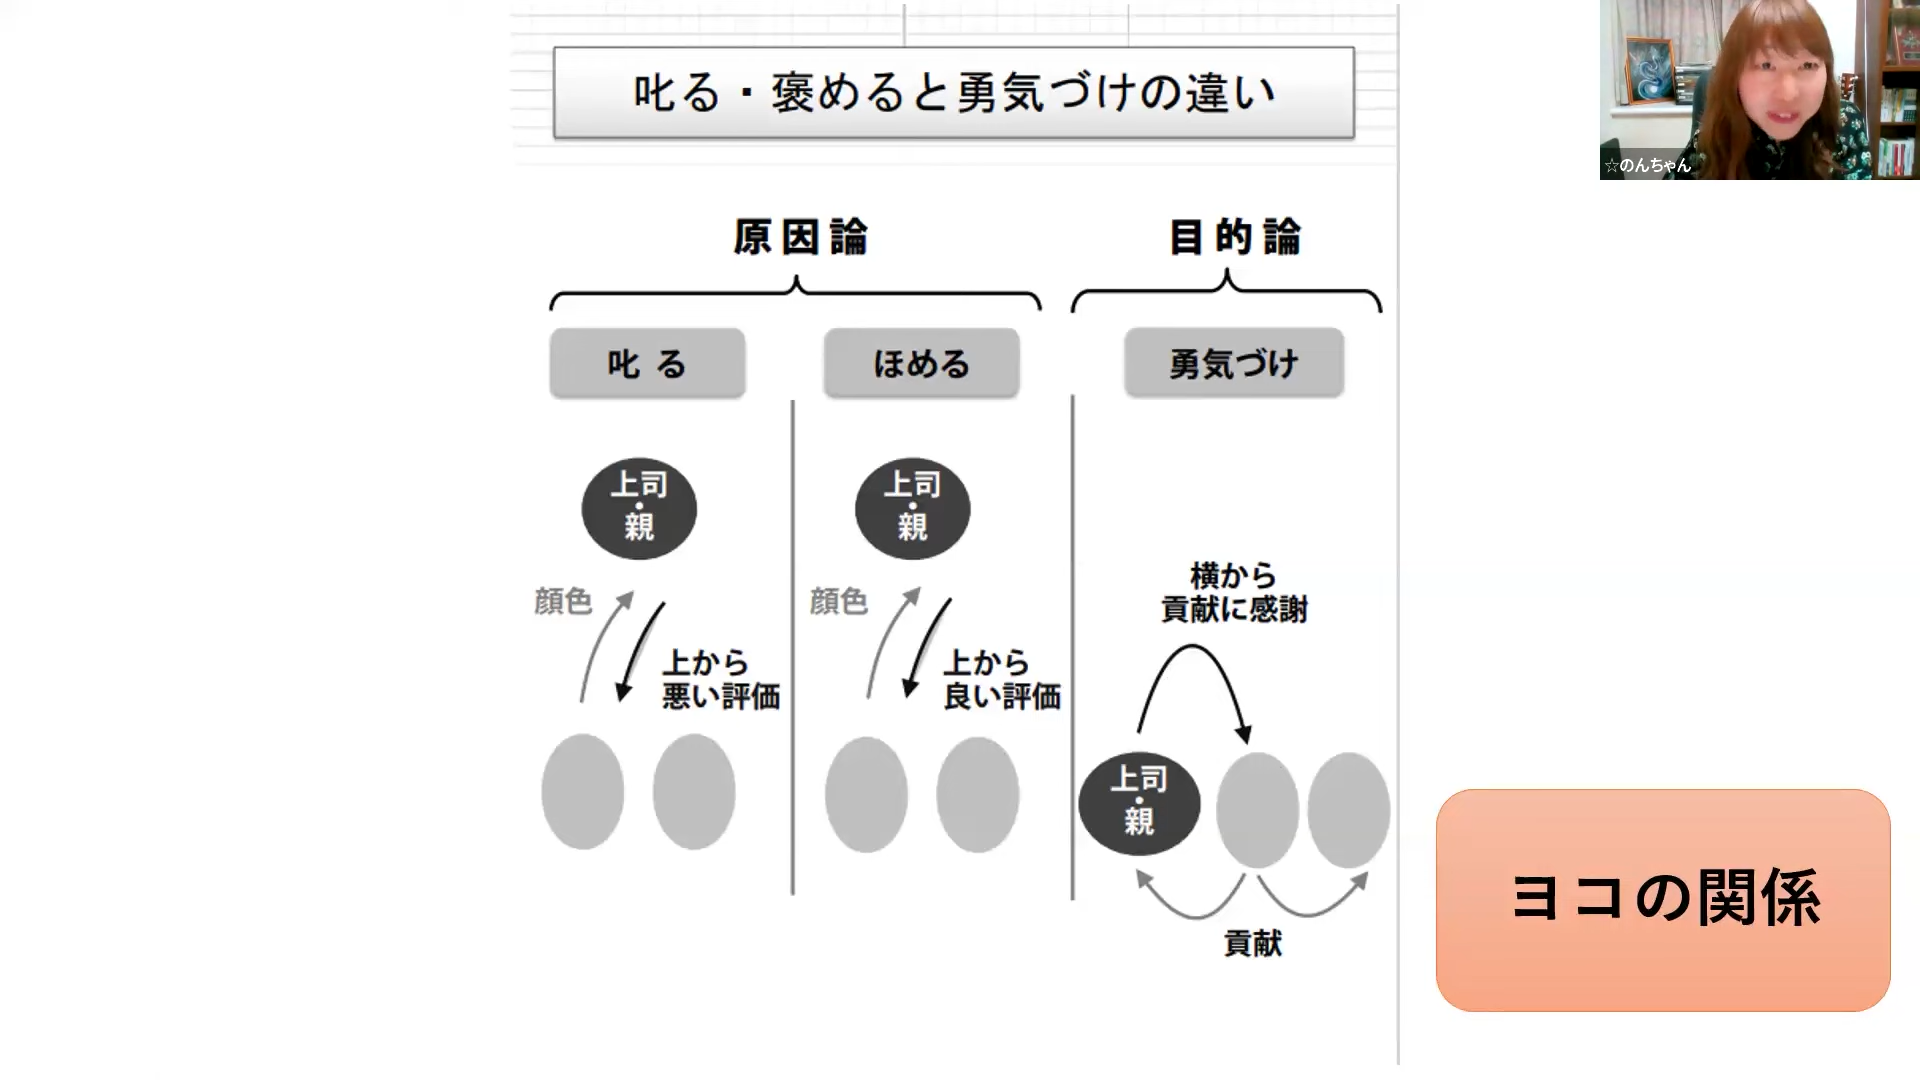 叱る・褒めると勇気づけの違い
☆のんちゃん
原因論
目的論
叱る
ほめる
勇気づけ
上司
・
親
顔色
上から
悪い評価
上司
・
親
顔色
上から
良い評価
横から
貢献に感謝
上司
・
親
貢献
ヨコの関係